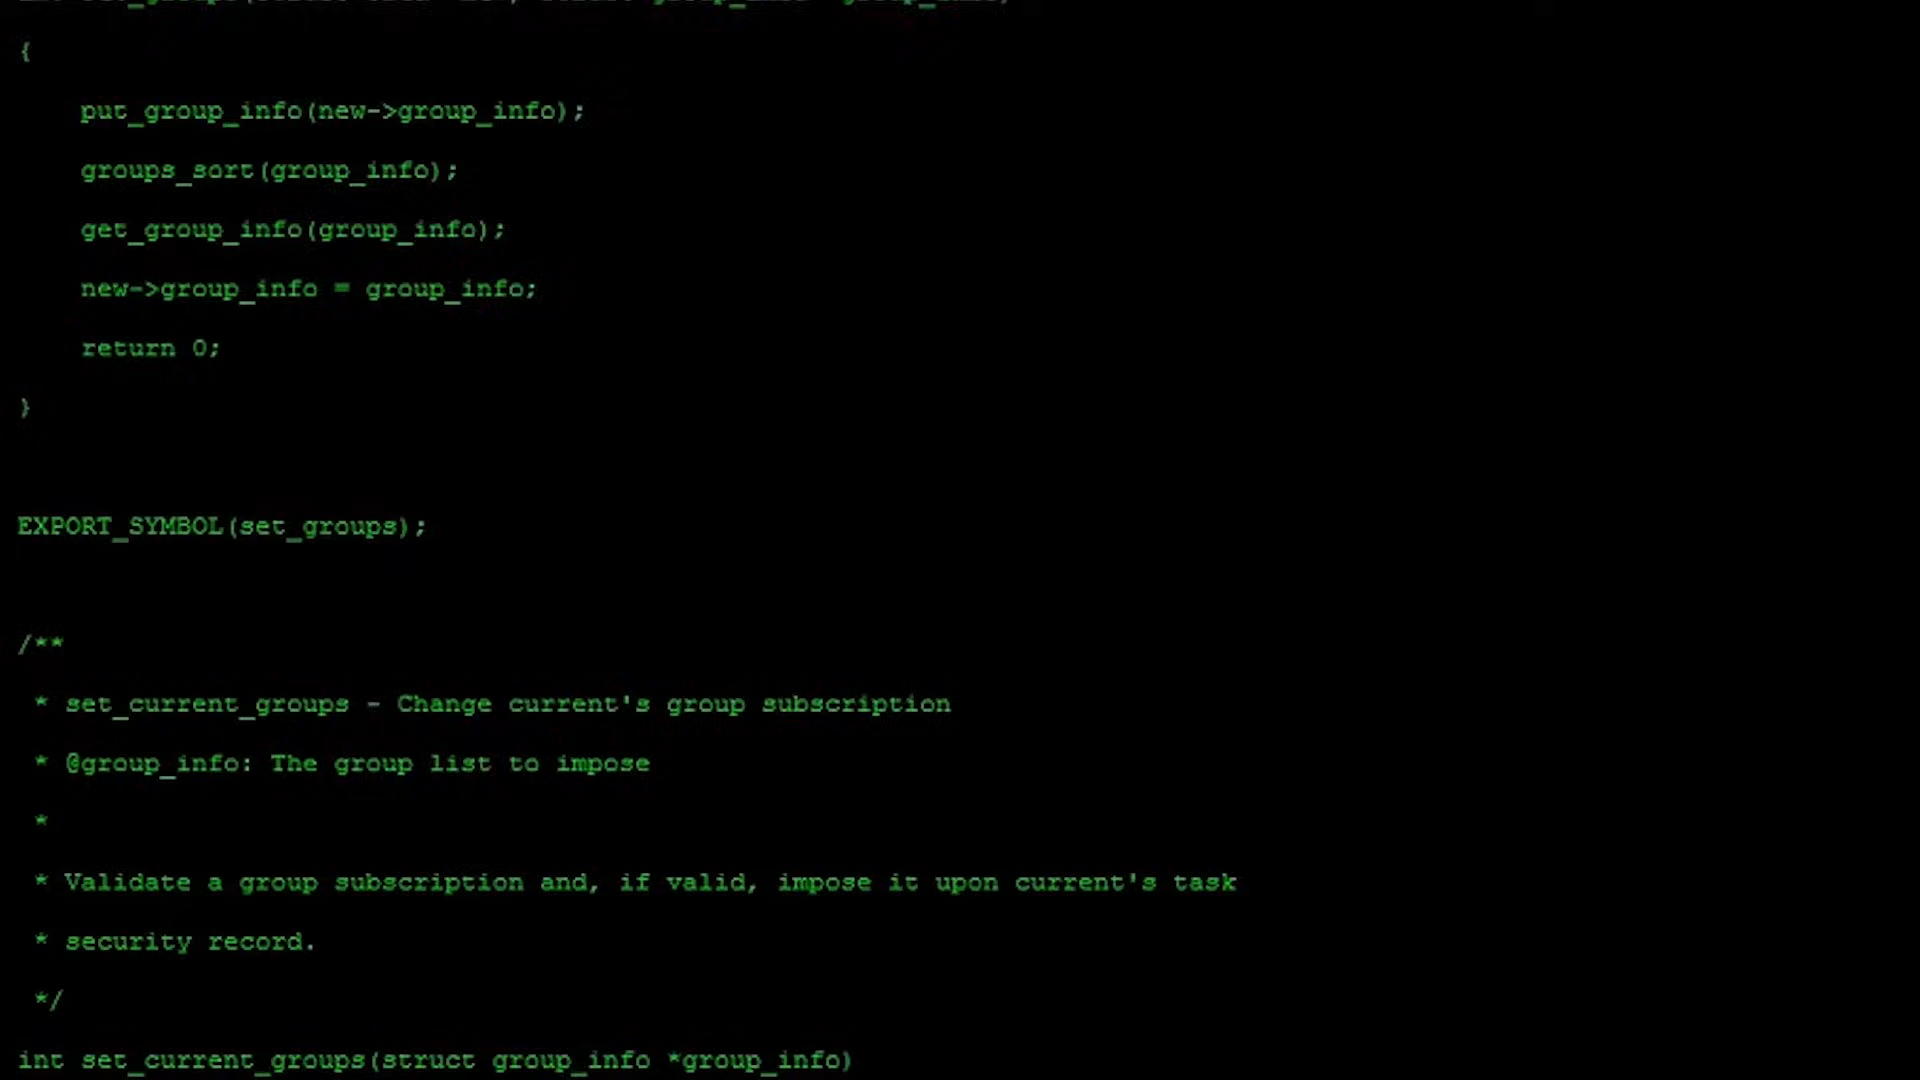 {
put_group_info(new->group_info);
groups_sort(group_info);
get_group_info(group_info);
new->group_info = group_info;
return 0;
}
EXPORT_SYMBOL(set_groups);
/**
* set_current_groups - Change current's group subscription
* @group_info: The group list to impose
*
* Validate a group subscription and, if valid, impose it upon current's task
* security record.
*/
int set_current_groups(struct group_info *group_info)